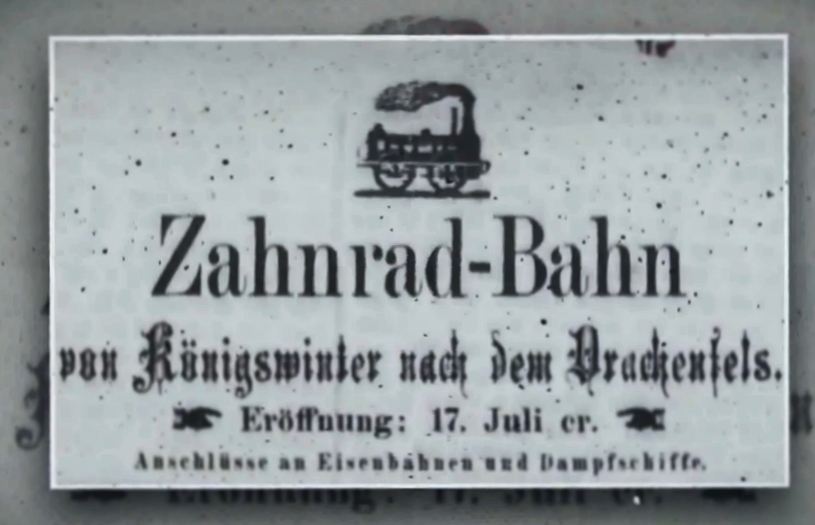 Zahnrad-Bahn
von Königswinter nach dem Drachenfels.
Eröffnung: 17. Juli cr.
Anschlüsse an Eisenbahnen und Dampfschiffe.